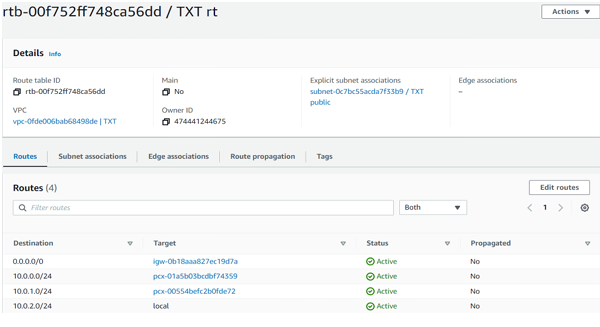 rtb-00f752ff748ca56dd / TXT rt
Actions
Details Info
Route table ID
rtb-00f752ff748ca56dd
Main
No
Explicit subnet associations
subnet-0c7bc55acda7f33b9 / TXT
public
Edge associations
–
VPC
vpc-0fde006bab68498de | TXT
Owner ID
474441244675
Routes Subnet associations Edge associations Route propagation Tags
Routes (4) Edit routes
Filter routes Both 1
Destination Target Status Propagated
0.0.0.0/0 igw-0b18aaa827ec19d7a Active No
10.0.0.0/24 pcx-01a5b03bcdbf74359 Active No
10.0.1.0/24 pcx-00554befc2b0fde72 Active No
10.0.2.0/24 local Active No